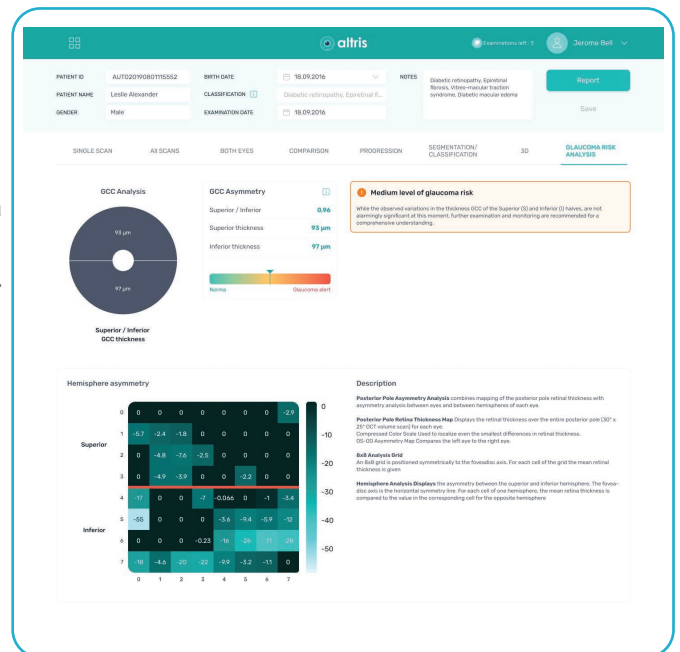 altris
Examinations left: 5
Jerome Bell
PATIENT ID AUTO20190801115552 BIRTH DATE 18.09.2016 NOTES
PATIENT NAME Leslie Alexander CLASSIFICATION Diabetic retinopathy, Epiretinal fi...
GENDER Male EXAMINATION DATE 18.09.2016
Diabetic retinopathy, Epiretinal
fibrosis, Vitreo-macular traction
syndrome, Diabetic macular edema
Report
Save
SINGLE SCAN All SCANS BOTH EYES COMPARISON PROGRESSION SEGMENTATION/
CLASSIFICATION 3D GLAUCOMA RISK
ANALYSIS
GCC Analysis
93 µm
97 µm
Superior / Inferior
GCC thickness
GCC Asymmetry
Superior / Inferior 0,96
Superior thickness 93 µm
Inferior thickness 97 µm
Norma Glaucoma alert
Medium level of glaucoma risk
While the observed variations in the thickness GCC of the Superior (S) and Inferior (I) halves, are not
alarmingly significant at this moment, further examination and monitoring are recommended for a
comprehensive understanding.
Hemisphere asymmetry
0 0 0 0 0 0 0 0 -2.9
1 -5.7 -2.4 -1.8 0 0 0 0 0
Superior
2 0 -4.8 -7.6 -2.5 0 0 0 0
3 0 -4.9 -3.9 0 0 -2.2 0 0
4 -17 0 0 -7 -0.066 0 -1 -3.4
5 -55 0 0 0 -3.6 -9.4 -5.9 -12
Inferior
6 0 0 0 -0.23 -16 -26 -31 -28
7 -18 -4.6 -20 -22 -9.9 -3.2 -1.1 0
0 1 2 3 4 5 6 7
0
-10
-20
-30
-40
-50
Description
Posterior Pole Asymmetry Analysis combines mapping of the posterior pole retinal thickness with
asymmetry analysis between eyes and between hemispheres of each eye.
Posterior Pole Retina Thickness Map Displays the retinal thickness over the entire posterior pole (30° x
25° OCT volume scan) for each eye.
Compressed Color Scale Used to localize even the smallest differences in retinal thickness.
OS-OD Asymmetry Map Compares the left eye to the right eye.
8x8 Analysis Grid
An 8x8 grid is positioned symmetrically to the foveadisc axis. For each cell of the grid the mean retinal
thickness is given
Hemisphere Analysis Displays the asymmetry between the superior and inferior hemisphere. The fovea-
disc axis is the horizontal symmetry line. For each cell of one hemisphere, the mean retina thickness is
compared to the value in the corresponding cell for the opposite hemisphere